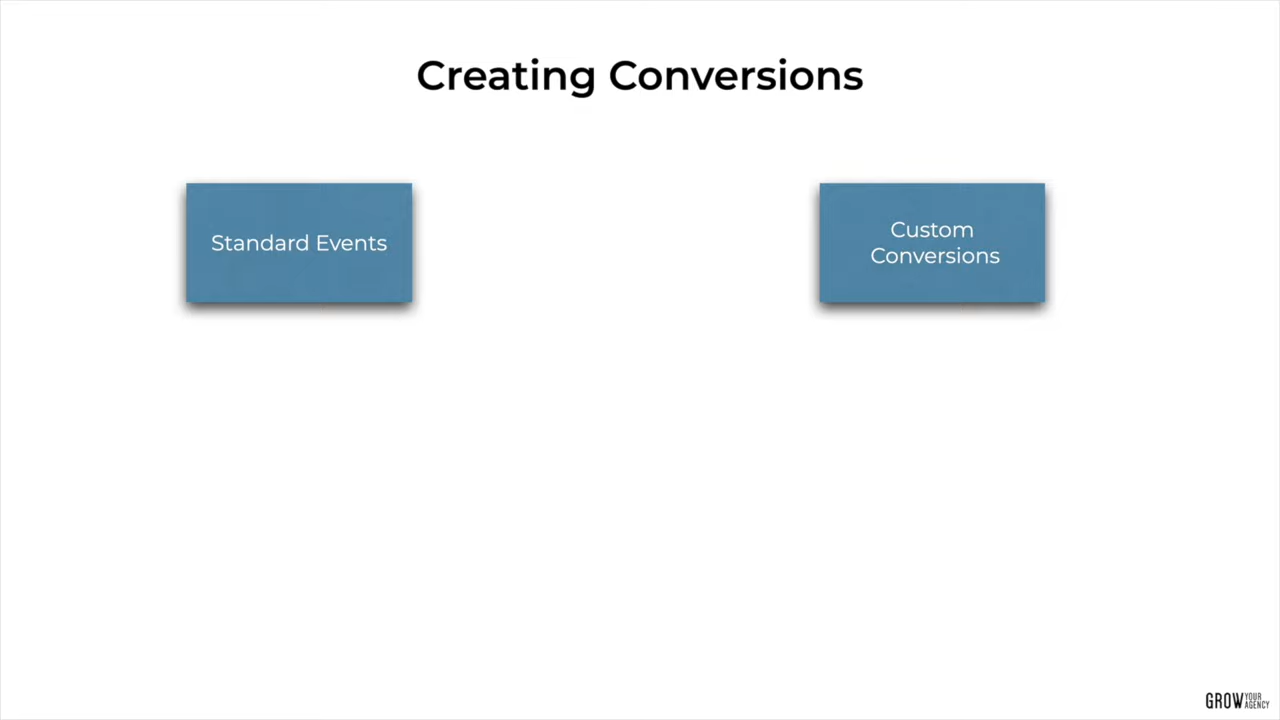 Creating Conversions
Standard Events
Custom
Conversions
GROW YOUR
AGENCY